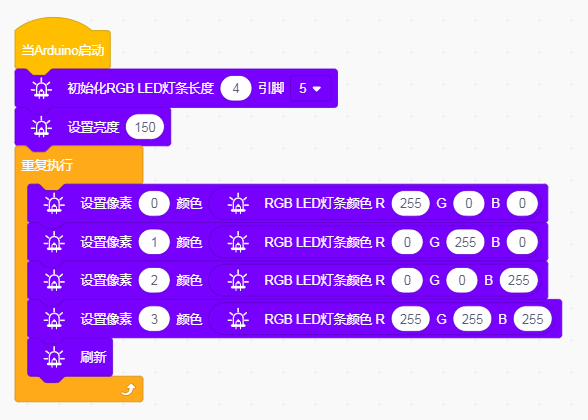 当Arduino启动
初始化RGB LED灯条长度 4 引脚 5
设置亮度 150
重复执行
设置像素 0 颜色 RGB LED灯条颜色 R 255 G 0 B 0
设置像素 1 颜色 RGB LED灯条颜色 R 0 G 255 B 0
设置像素 2 颜色 RGB LED灯条颜色 R 0 G 0 B 255
设置像素 3 颜色 RGB LED灯条颜色 R 255 G 255 B 255
刷新